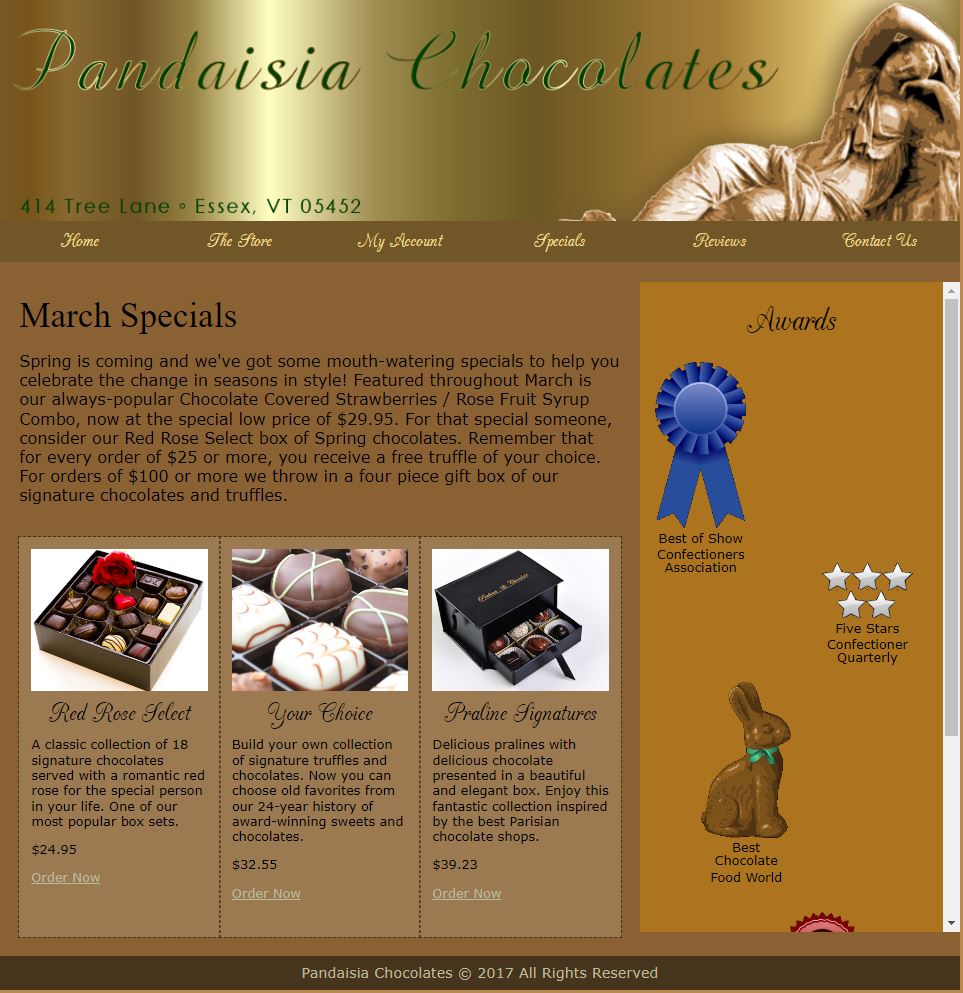 Pandaisia Chocolates
414 Tree Lane ◦ Essex, VT 05452
Home The Store My Account Specials Reviews Contact Us
March Specials
Spring is coming and we've got some mouth-watering specials to help you
celebrate the change in seasons in style! Featured throughout March is
our always-popular Chocolate Covered Strawberries / Rose Fruit Syrup
Combo, now at the special low price of $29.95. For that special someone,
consider our Red Rose Select box of Spring chocolates. Remember that
for every order of $25 or more, you receive a free truffle of your choice.
For orders of $100 or more we throw in a four piece gift box of our
signature chocolates and truffles.
Red Rose Select
A classic collection of 18
signature chocolates
served with a romantic red
rose for the special person
in your life. One of our
most popular box sets.
$24.95
Order Now
Your Choice
Build your own collection
of signature truffles and
chocolates. Now you can
choose old favorites from
our 24-year history of
award-winning sweets and
chocolates.
$32.55
Order Now
Praline Signatures
Delicious pralines with
delicious chocolate
presented in a beautiful
and elegant box. Enjoy this
fantastic collection inspired
by the best Parisian
chocolate shops.
$39.23
Order Now
Awards
Best of Show
Confectioners
Association
Five Stars
Confectioner
Quarterly
Best
Chocolate
Food World
Pandaisia Chocolates © 2017 All Rights Reserved